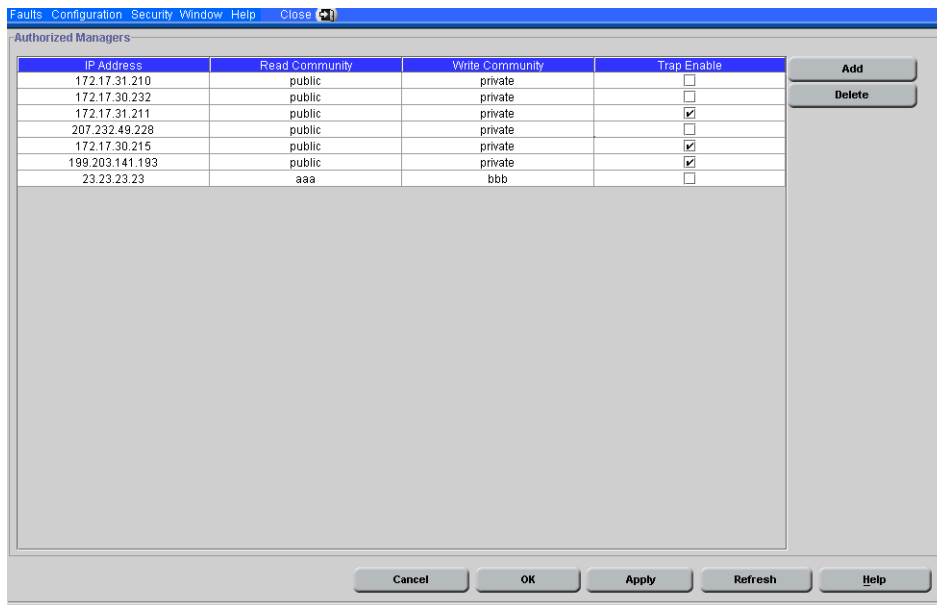 Faults Configuration Security Window Help Close
Authorized Managers
IP Address Read Community Write Community Trap Enable
172.17.31.210 public private
172.17.30.232 public private
172.17.31.211 public private
207.232.49.228 public private
172.17.30.215 public private
199.203.141.193 public private
23.23.23.23 aaa bbb
Add
Delete
Cancel OK Apply Refresh Help